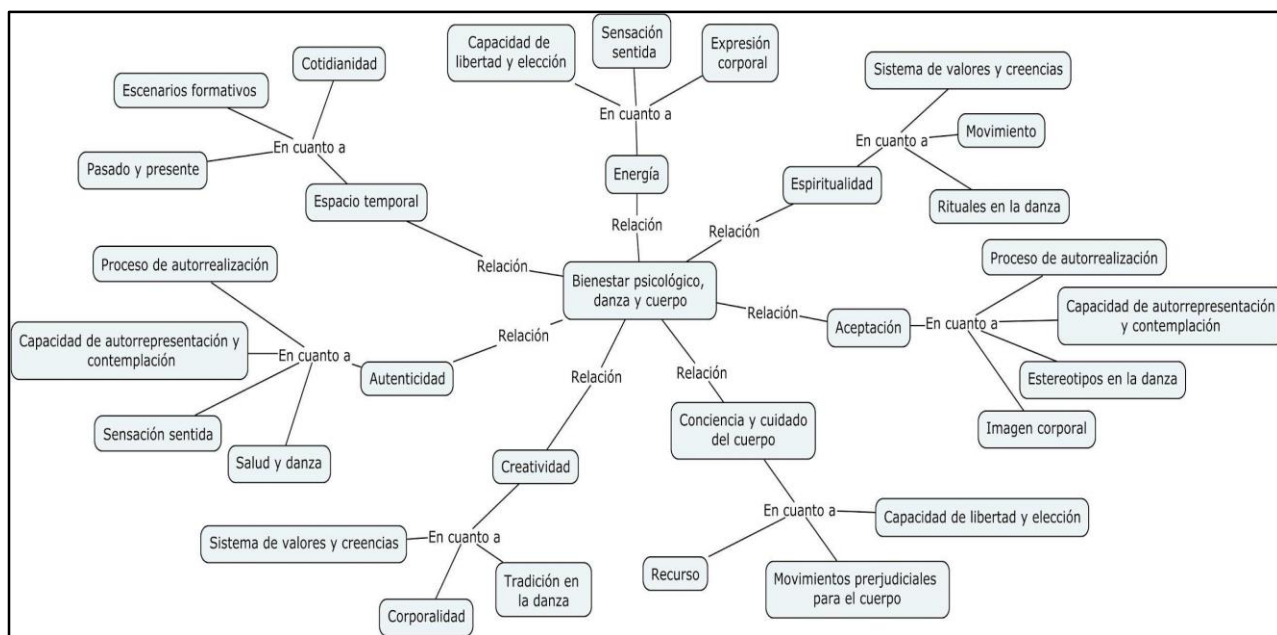 Capacidad de
libertad y elección
Sensación
sentida
Expresión
corporal
En cuanto a
Energía
Relación
Cotidianidad
Escenarios formativos
En cuanto a
Pasado y presente
Espacio temporal
Relación
Sistema de valores y creencias
En cuanto a
Movimiento
Espiritualidad
Rituales en la danza
Relación
Bienestar psicológico,
danza y cuerpo
Proceso de autorrealización
Capacidad de autorrepresentación y
contemplación
En cuanto a
Autenticidad
Relación
Sensación sentida
Salud y danza
Relación
Aceptación
En cuanto a
Proceso de autorrealización
Capacidad de autorrepresentación
y contemplación
Estereotipos en la danza
Imagen corporal
Relación
Creatividad
En cuanto a
Sistema de valores y creencias
Corporalidad
Tradición en
la danza
Relación
Conciencia y cuidado
del cuerpo
En cuanto a
Capacidad de libertad y elección
Recurso
Movimientos prerjudiciales
para el cuerpo